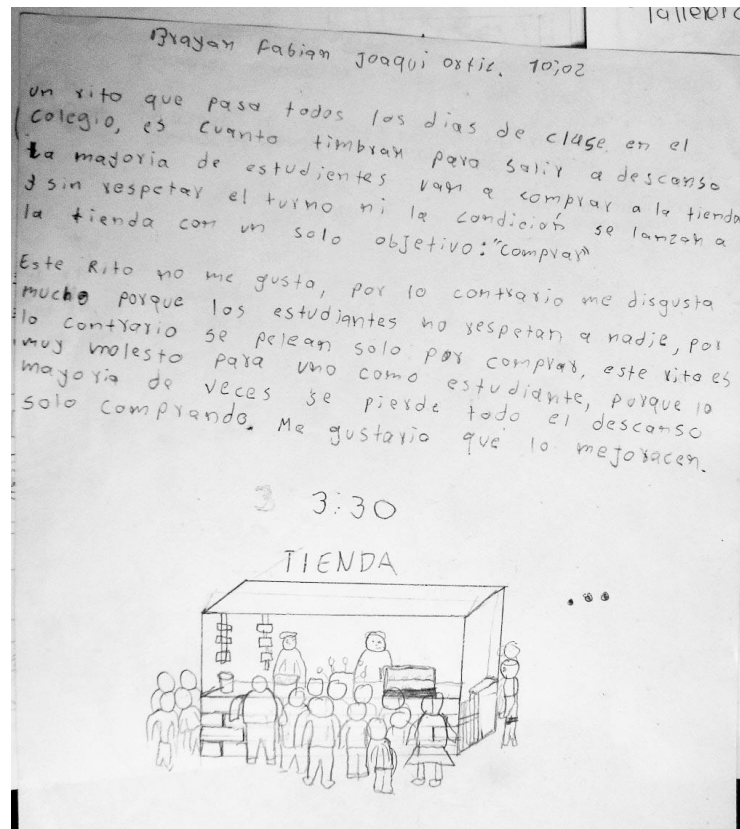 Tallerpic
Brayan Fabian Joaqui ortiz. 10;02
un rito que pasa todos los dias de clase en el
colegio, es cuanto timbran para salir a descanso
la mayoria de estudientes van a comprar a la tienda
y sin respetar el turno ni la condición se lanzan a
la tienda con un solo objetivo: "comprar"
Este Rito no me gusta, por lo contrario me disgusta
mucho porque los estudiantes no respetan a nadie, por
lo contrario se pelean solo por comprar, este rito es
muy molesto para uno como estudiante, porque lo
mayoria de veces se pierde todo el descanso
solo comprando. Me gustaria que lo mejoracen.
3 3:30
TIENDA